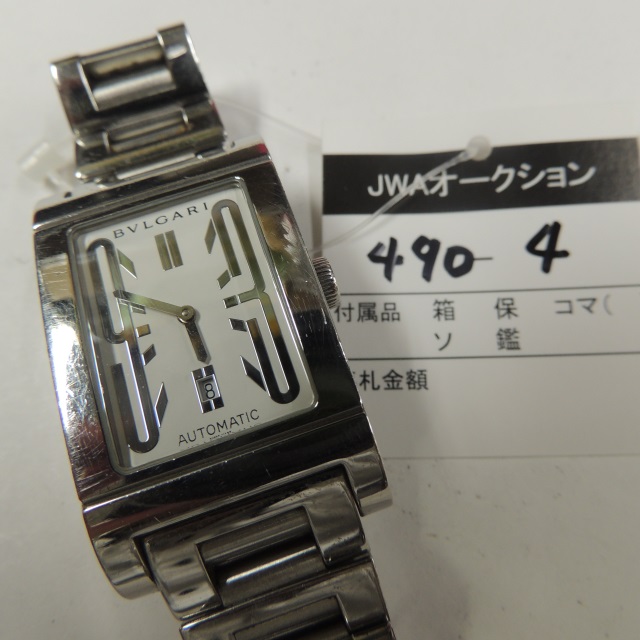 BVLGARI
AUTOMATIC
JWAオークション
490-4
付属品 箱 保 コマ(
ソ 鑑
札金額